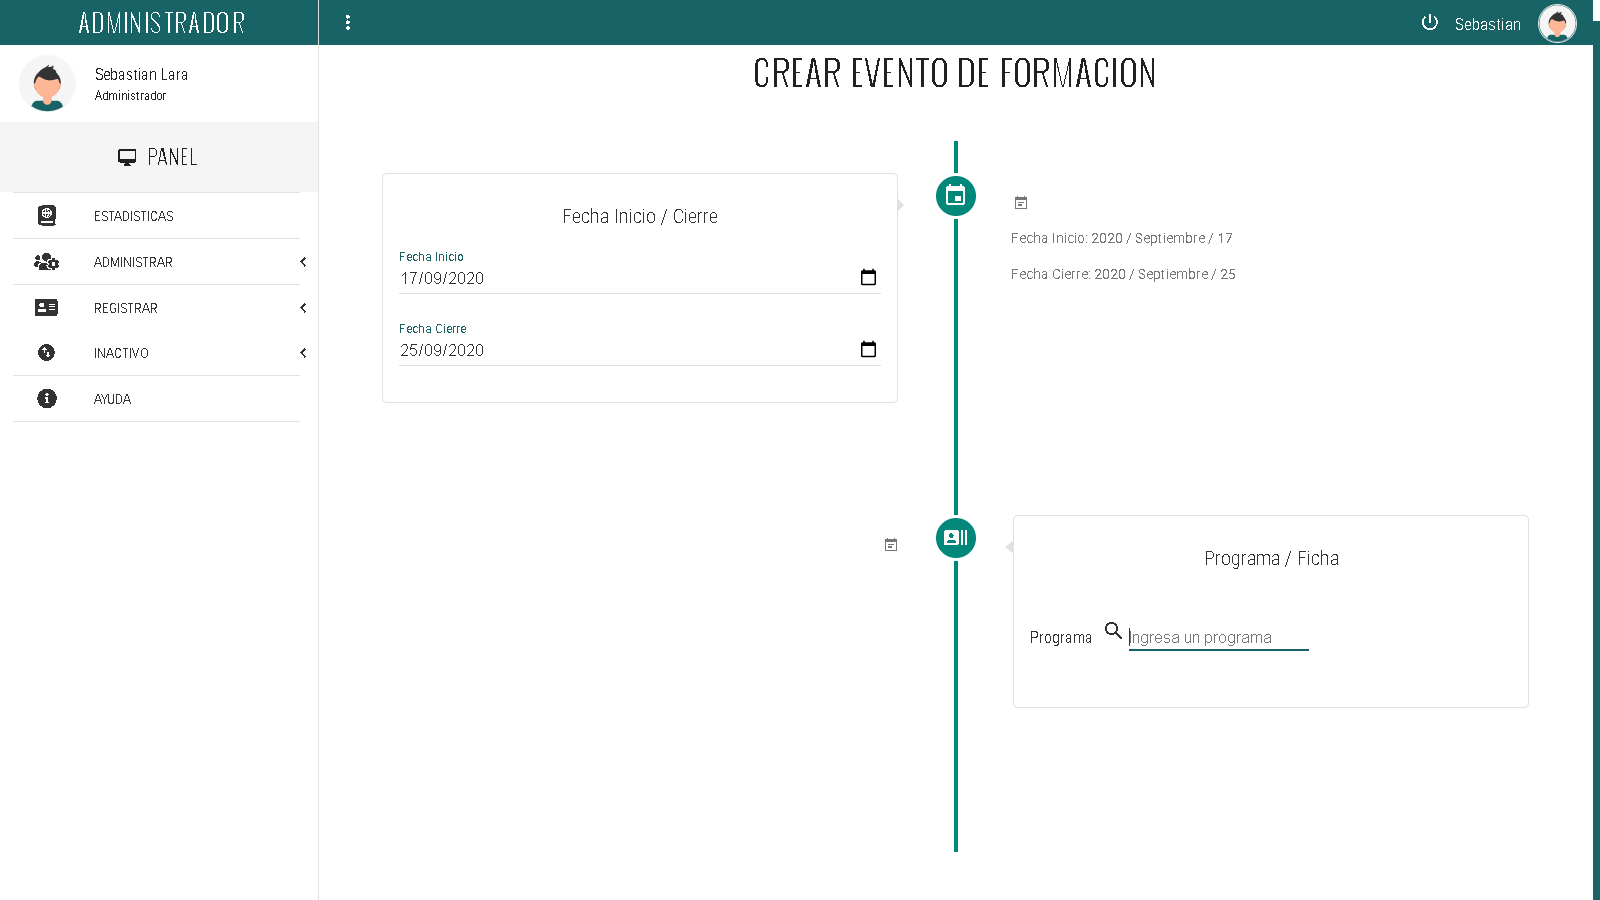 ADMINISTRADOR
Sebastian
Sebastian Lara
Administrador
PANEL
ESTADISTICAS
ADMINISTRAR
REGISTRAR
INACTIVO
AYUDA
CREAR EVENTO DE FORMACION
Fecha Inicio / Cierre
Fecha Inicio
17/09/2020
Fecha Cierre
25/09/2020
Fecha Inicio: 2020 / Septiembre / 17
Fecha Cierre: 2020 / Septiembre / 25
Programa / Ficha
Programa Ingresa un programa